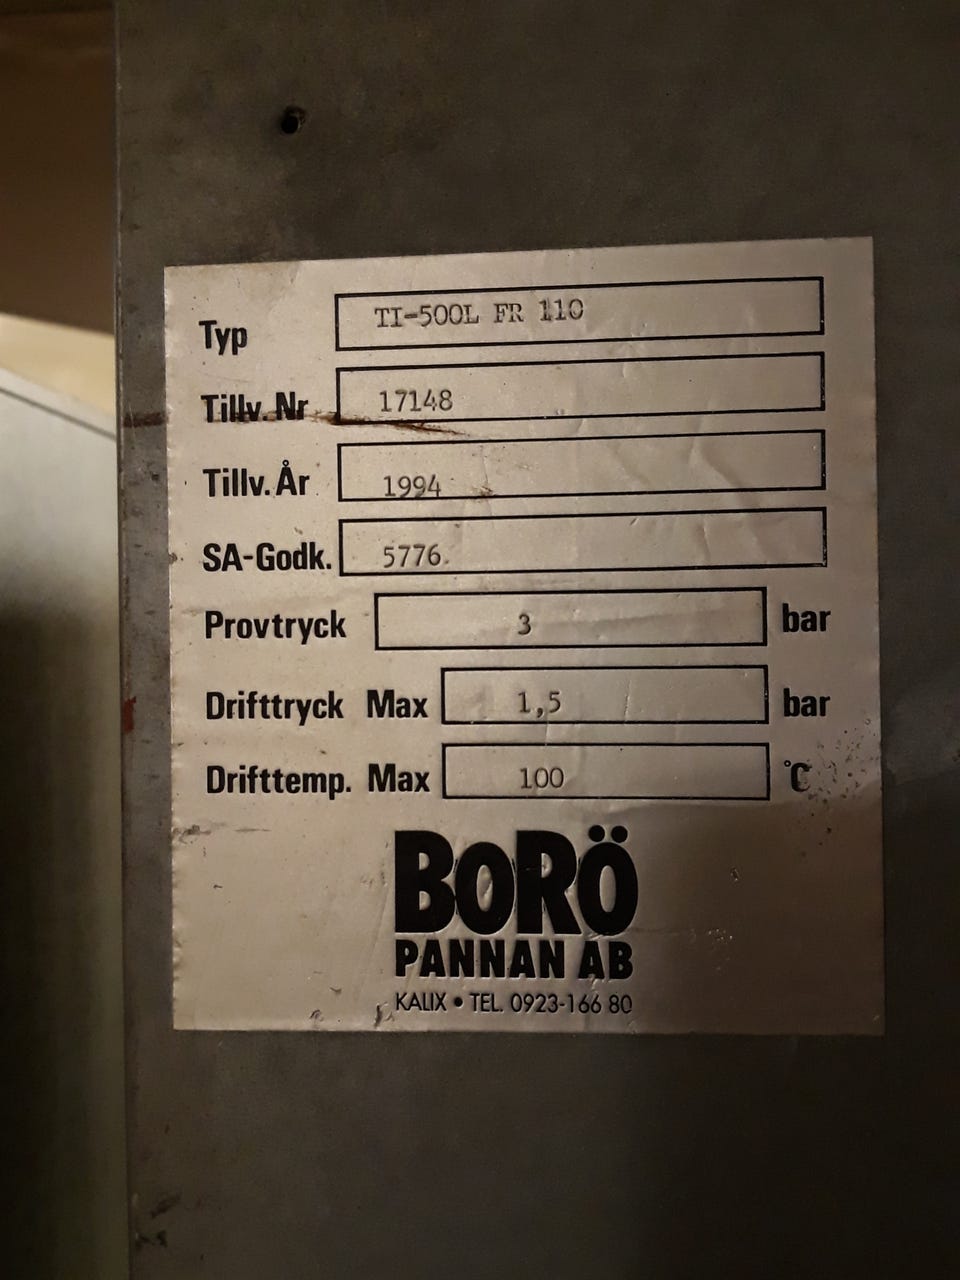 Typ TI-500L FR 110
Tillv. Nr 17148
Tillv. År 1994
SA-Godk. 5776.
Provtryck 3 bar
Drifttryck Max 1,5 bar
Drifttemp. Max 100 °C
BORÖ
PANNAN AB
KALIX • TEL. 0923-166 80